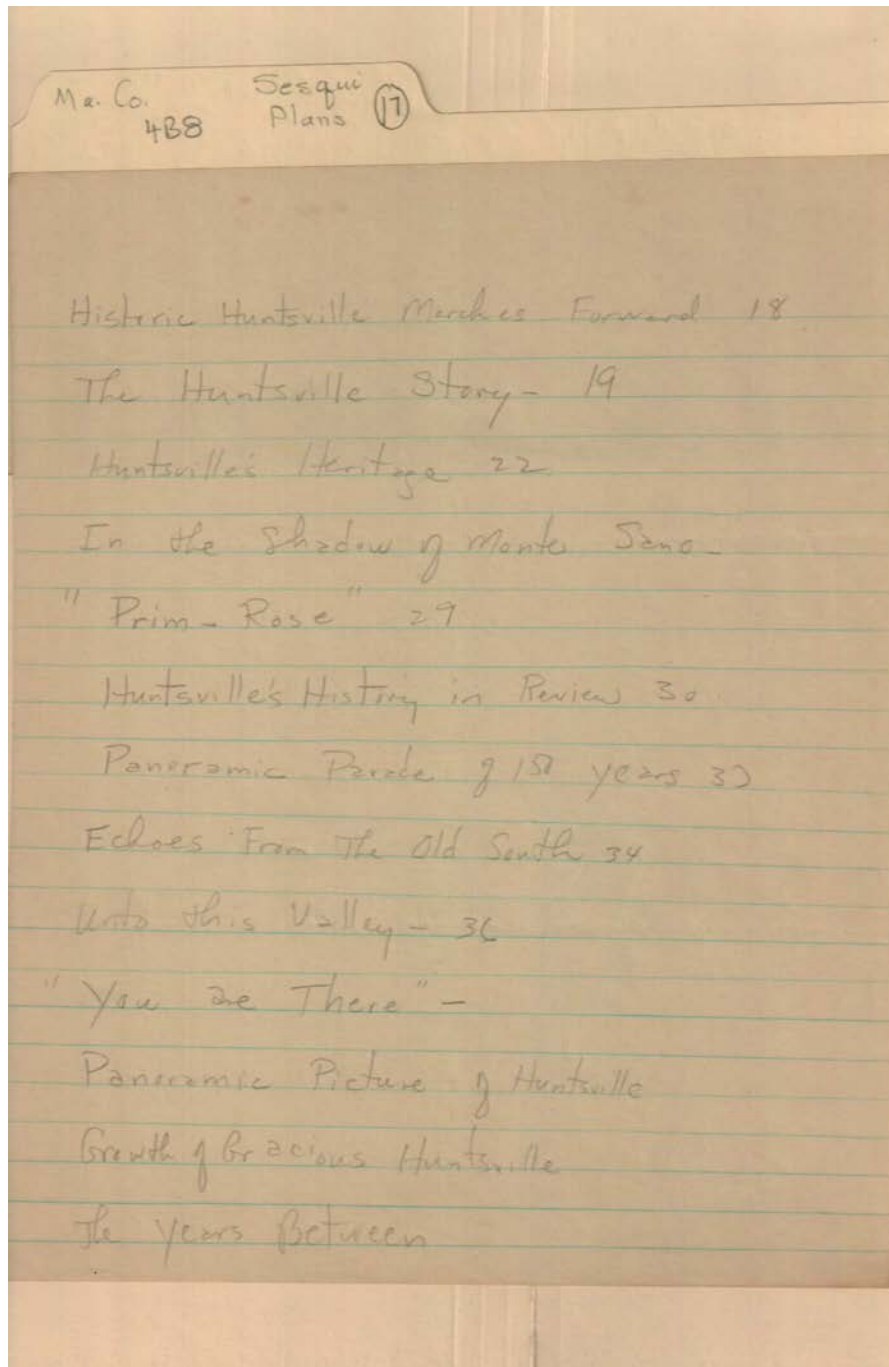 Ma. Co. Sesqui
4B8 Plans 17
Historic Huntsville Marches Forward 18
The Huntsville Story - 19
Huntsville's Heritage 22
In the Shadow of Monte Sano -
"Prim - Rose" 29
Huntsville's History in Review 30
Panoramic Parade of 150 years
Echoes From The Old South 34
Unto this Valley -
"You are There" -
Panoramic Picture of Huntsville
Growth of Gracious Huntsville
The Years Between